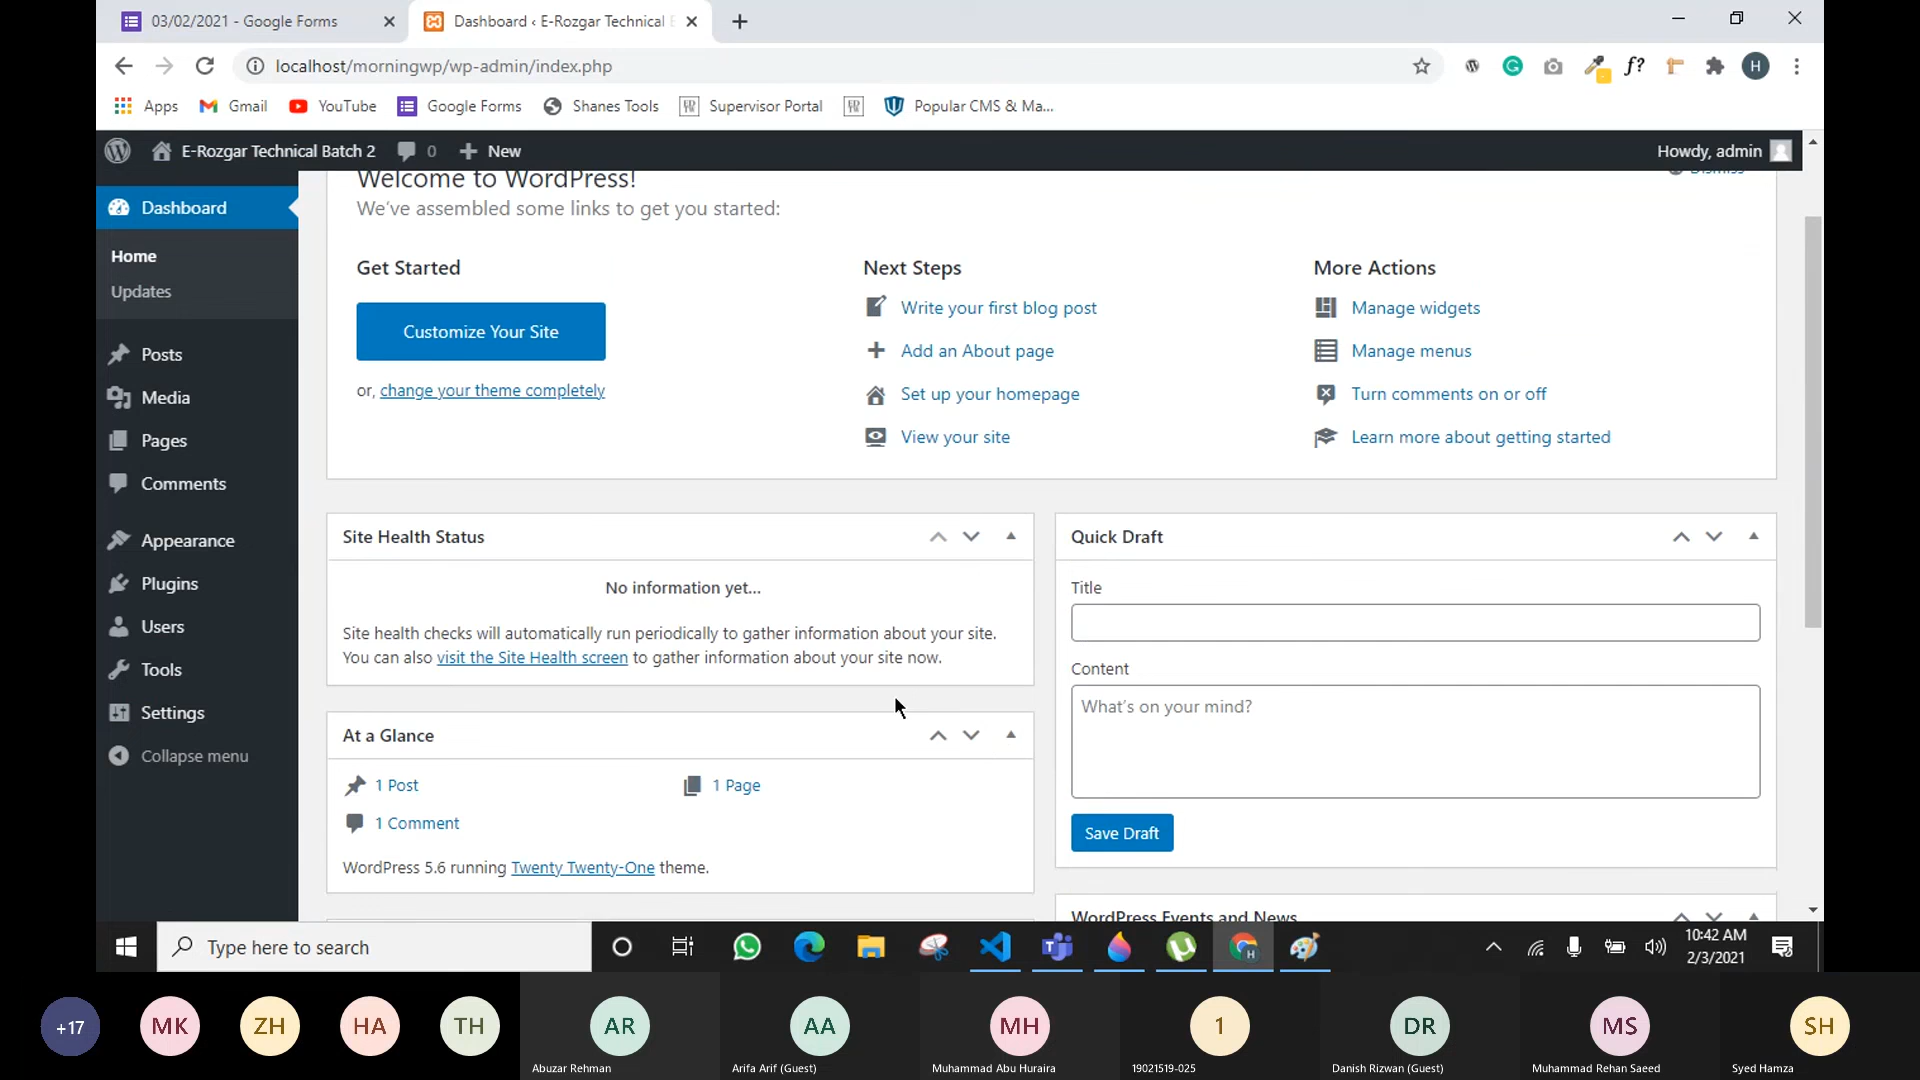 03/02/2021 - Google Forms
Dashboard ‹ E-Rozgar Technical
localhost/morningwp/wp-admin/index.php
f?
H
Apps
Gmail
YouTube
Google Forms
Shanes Tools
Supervisor Portal
Popular CMS & Ma...
E-Rozgar Technical Batch 2
0
New
Howdy, admin
Dashboard
Home
Updates
Posts
Media
Pages
Comments
Appearance
Plugins
Users
Tools
Settings
Collapse menu
Welcome to WordPress!
Dismiss
We've assembled some links to get you started:
Get Started
Customize Your Site
or, change your theme completely
Next Steps
Write your first blog post
Add an About page
Set up your homepage
View your site
More Actions
Manage widgets
Manage menus
Turn comments on or off
Learn more about getting started
Site Health Status
No information yet...
Site health checks will automatically run periodically to gather information about your site.
You can also visit the Site Health screen to gather information about your site now.
At a Glance
1 Post
1 Page
1 Comment
WordPress 5.6 running Twenty Twenty-One theme.
Quick Draft
Title
Content
What's on your mind?
Save Draft
WordPress Events and News
Type here to search
10:42 AM
2/3/2021
+17
MK
ZH
HA
TH
AR
Abuzar Rehman
AA
Arifa Arif (Guest)
MH
Muhammad Abu Huraira
1
19021519-025
DR
Danish Rizwan (Guest)
MS
Muhammad Rehan Saeed
SH
Syed Hamza